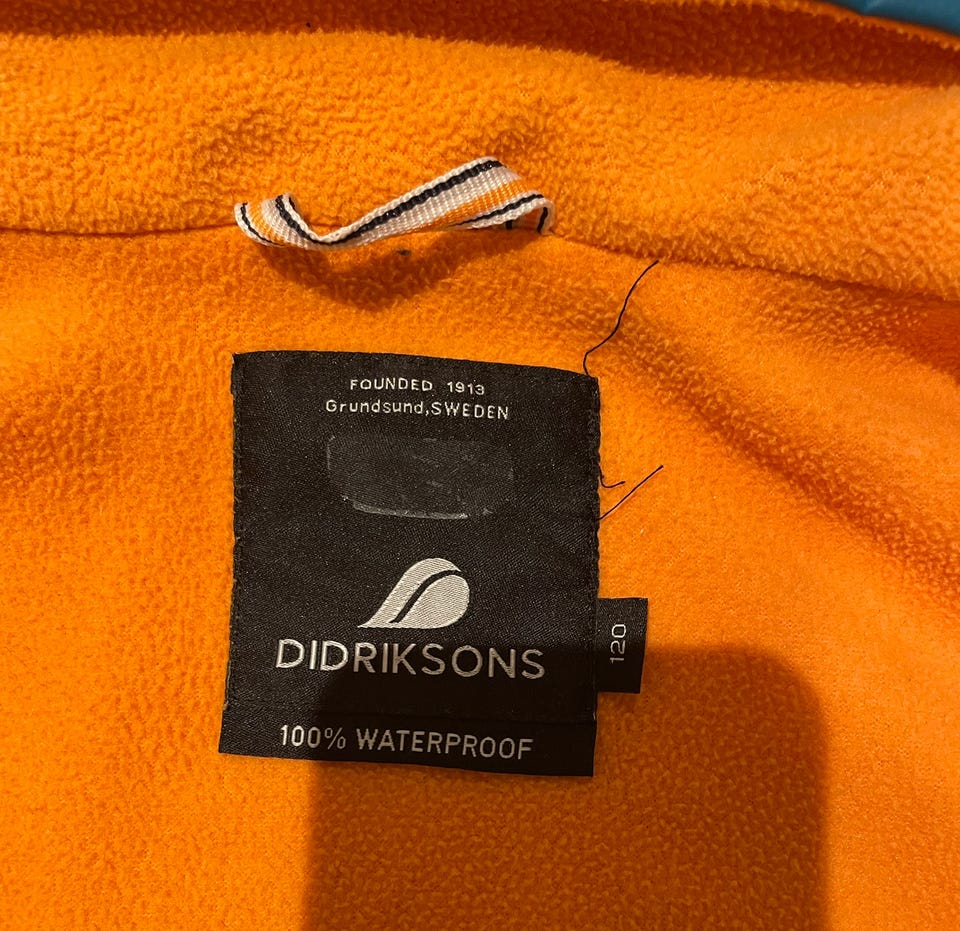 FOUNDED 1913
Grundsund,SWEDEN
DIDRIKSONS
120
100% WATERPROOF